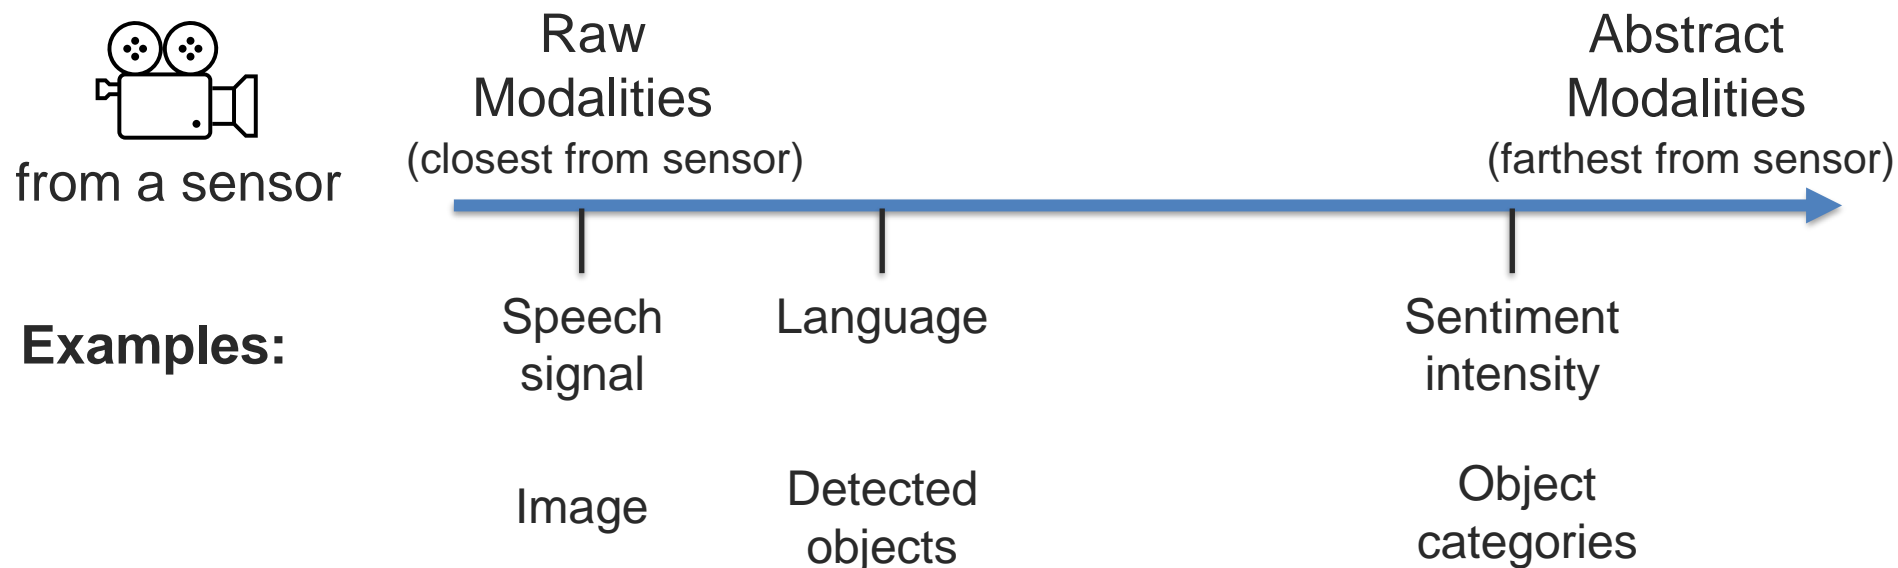 from a sensor
Raw
Modalities
(closest from sensor)
Abstract
Modalities
(farthest from sensor)
Examples:
Speech
signal
Language
Sentiment
intensity
Image
Detected
objects
Object
categories